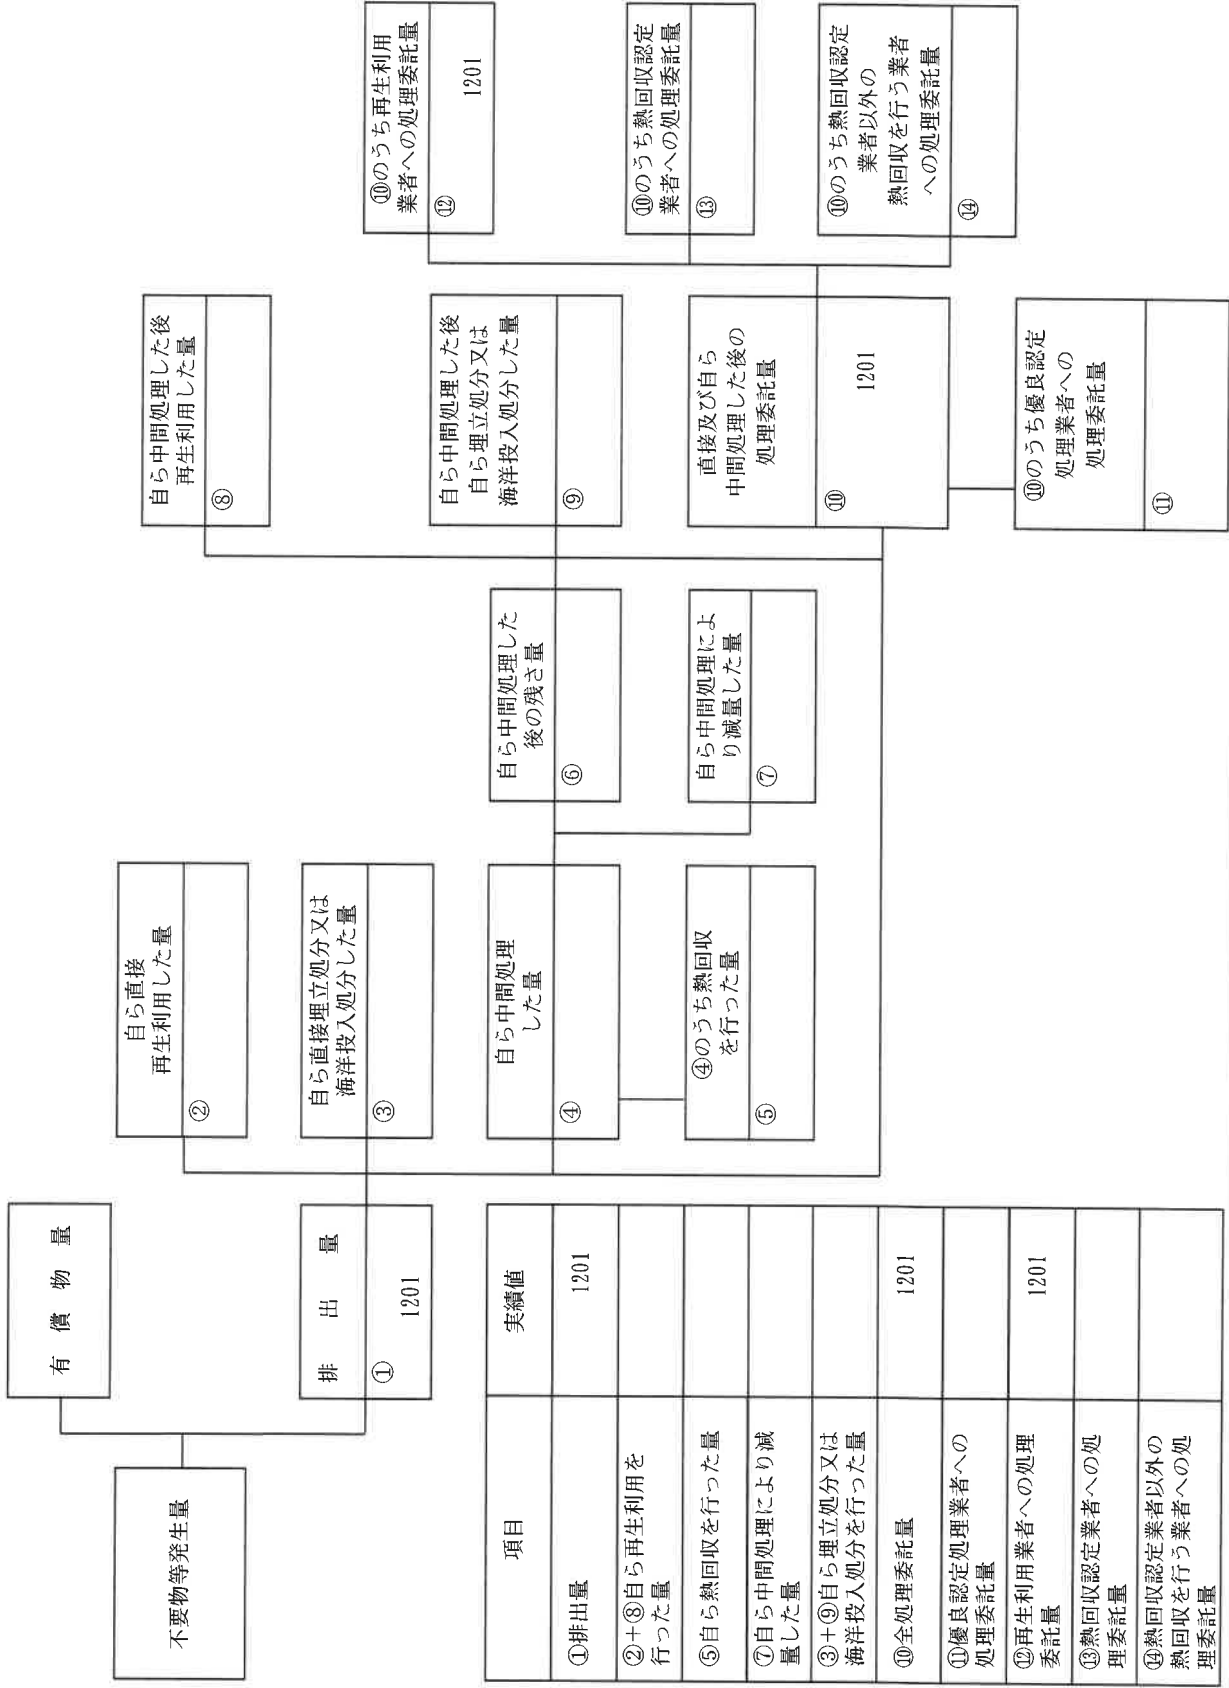 不要物等発生量
有償物量
排出量
①
1201
自ら直接
再生利用した量
②
自ら直接埋立処分又は
海洋投入処分した量
③
自ら中間処理
した量
④
④のうち熱回収
を行った量
⑤
自ら中間処理した
後の残さ量
⑥
自ら中間処理によ
り減量した量
⑦
自ら中間処理した後
再生利用した量
⑧
自ら中間処理した後
自ら埋立処分又は
海洋投入処分した量
⑨
直接及び自ら
中間処理した後の
処理委託量
⑩
1201
⑩のうち優良認定
処理業者への
処理委託量
⑪
⑩のうち再生利用
業者への処理委託量
⑫
1201
⑩のうち熱回収認定
業者への処理委託量
⑬
⑩のうち熱回収認定
業者以外の
熱回収を行う業者
への処理委託量
⑭
項目 実績値
①排出量 1201
②+⑧自ら再生利用を
行った量
⑤自ら熱回収を行った量
⑦自ら中間処理により減
量した量
③+⑨自ら埋立処分又は
海洋投入処分を行った量
⑩全処理委託量 1201
⑪優良認定処理業者への
処理委託量
⑫再生利用業者への処理
委託量 1201
⑬熱回収認定業者への処
理委託量
⑭熱回収認定業者以外の
熱回収を行う業者への処
理委託量